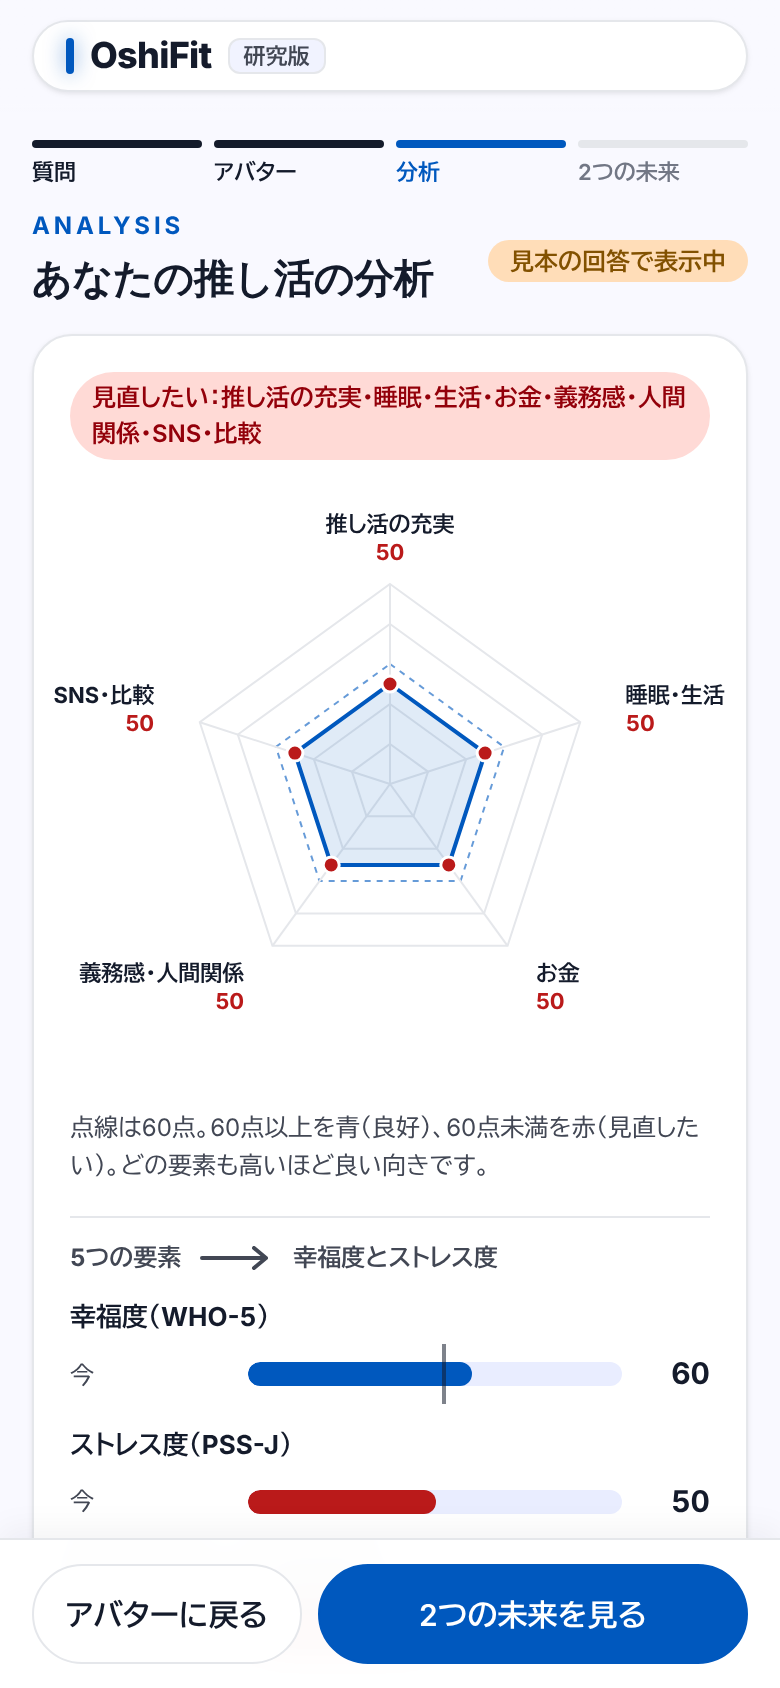 OshiFit 研究版
質問 アバター 分析 2つの未来
ANALYSIS
あなたの推し活の分析
見本の回答で表示中
見直したい：推し活の充実・睡眠・生活・お金・義務感・人間
関係・SNS・比較
推し活の充実
50
SNS・比較
50
睡眠・生活
50
義務感・人間関係
50
お金
50
点線は60点。60点以上を青（良好）、60点未満を赤（見直した
い）。どの要素も高いほど良い向きです。
5つの要素 → 幸福度とストレス度
幸福度（WHO-5）
今 60
ストレス度（PSS-J）
今 50
アバターに戻る
2つの未来を見る